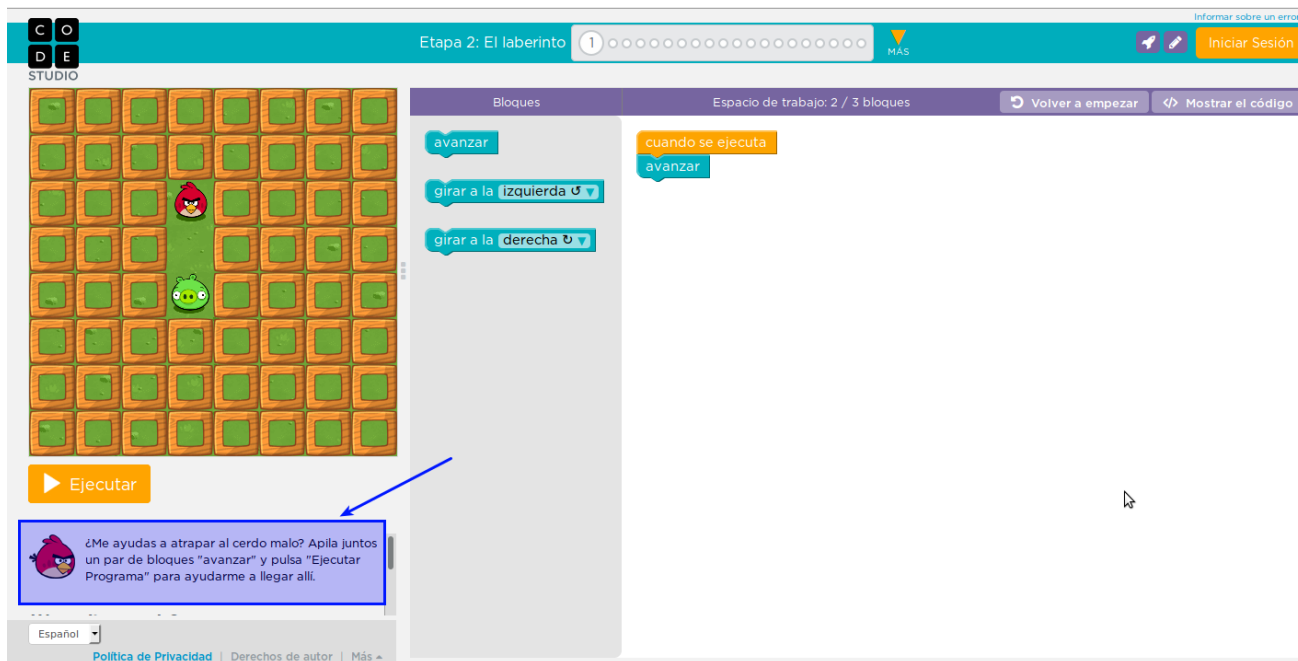 Informar sobre un error
C O
D E
STUDIO
Etapa 2: El laberinto
1
MÁS
Iniciar Sesión
Bloques
Espacio de trabajo: 2 / 3 bloques
Volver a empezar
</> Mostrar el código
avanzar
girar a la izquierda ↺ ▼
girar a la derecha ↻ ▼
cuando se ejecuta
avanzar
Ejecutar
¿Me ayudas a atrapar al cerdo malo? Apila juntos
un par de bloques "avanzar" y pulsa "Ejecutar
Programa" para ayudarme a llegar allí.
Español
Política de Privacidad | Derechos de autor | Más